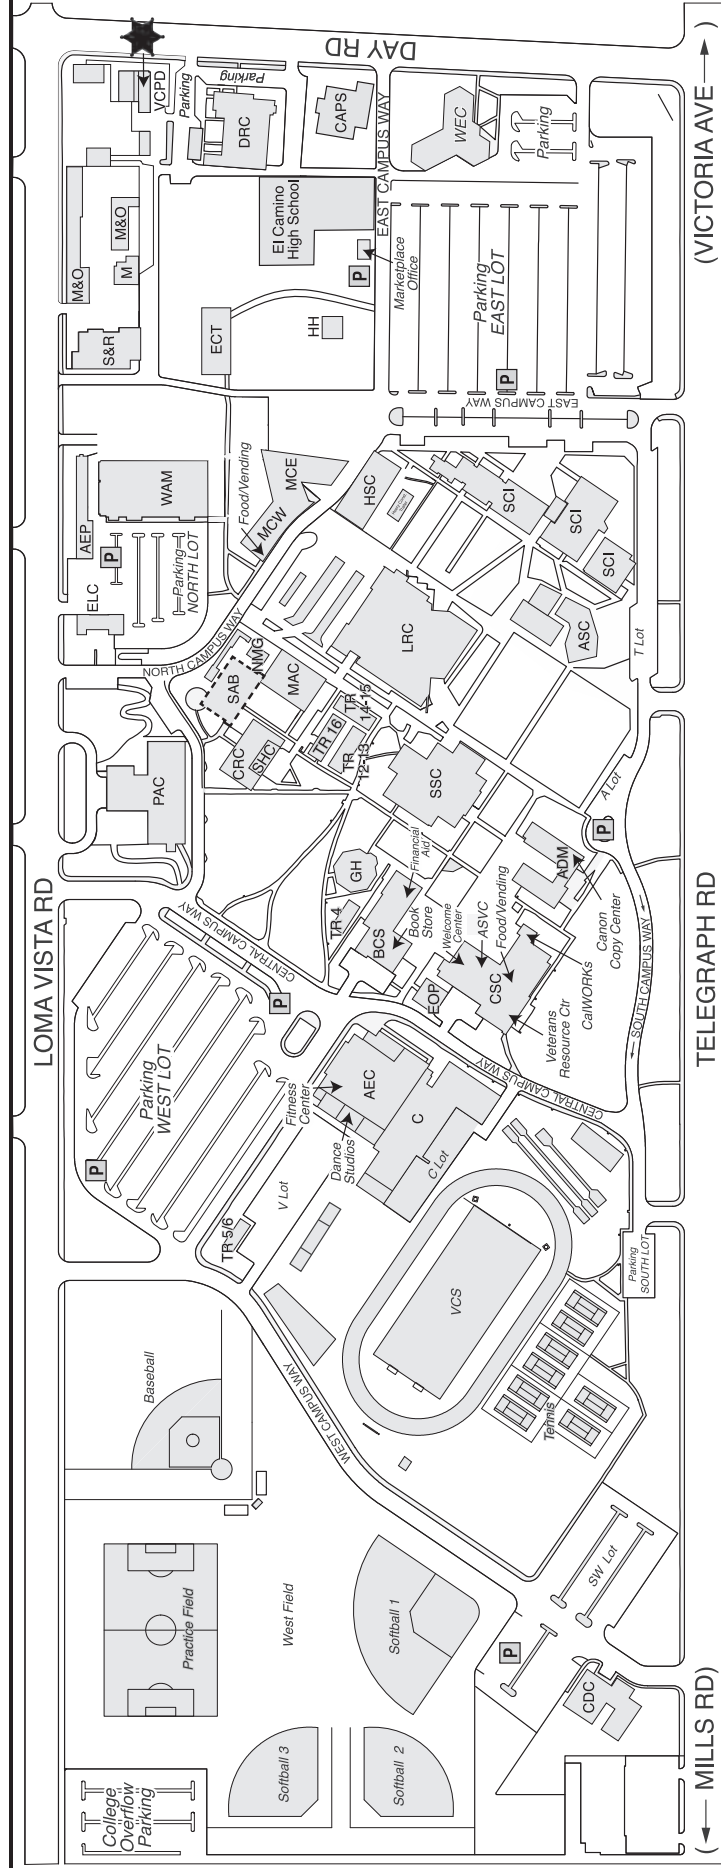 DAY RD
(VICTORIA AVE →)
VCPD
Parking
Parking
DRC
CAPS
EAST CAMPUS WAY
WEC
Parking
M&O
M&O
M
S&R
El Camino
High School
P
Marketplace
Office
ECT
HH
Parking
EAST LOT
P
EAST CAMPUS WAY
AEP
WAM
P
Parking
NORTH LOT
ELC
Food/Vending
MCE
MCW
HSC
SCI
SCI
SCI
NORTH CAMPUS WAY
NMG
SAB
MAC
LRC
ASC
T Lot
TR
14-15
TR 16
TR
12-13
CRC
SHC
PAC
SSC
A Lot
P
LOMA VISTA RD
TELEGRAPH RD
GH
Financial
Aid
Book
Store
BCS
TR-4
ADM
Canon
Copy Center
Welcome
Center
ASVC
Food/Vending
CSC
EOP
CalWORKs
Veterans
Resource Ctr
SOUTH CAMPUS WAY
CENTRAL CAMPUS WAY
P
Parking
WEST LOT
P
CENTRAL CAMPUS WAY
Fitness
Center
AEC
Dance
Studios
C
C Lot
V Lot
TR 5/6
VCS
Parking
SOUTH LOT
Tennis
WEST CAMPUS WAY
Baseball
Practice Field
West Field
Softball 1
SW Lot
P
CDC
Softball 3
Softball 2
College
Overflow
Parking
(← MILLS RD)